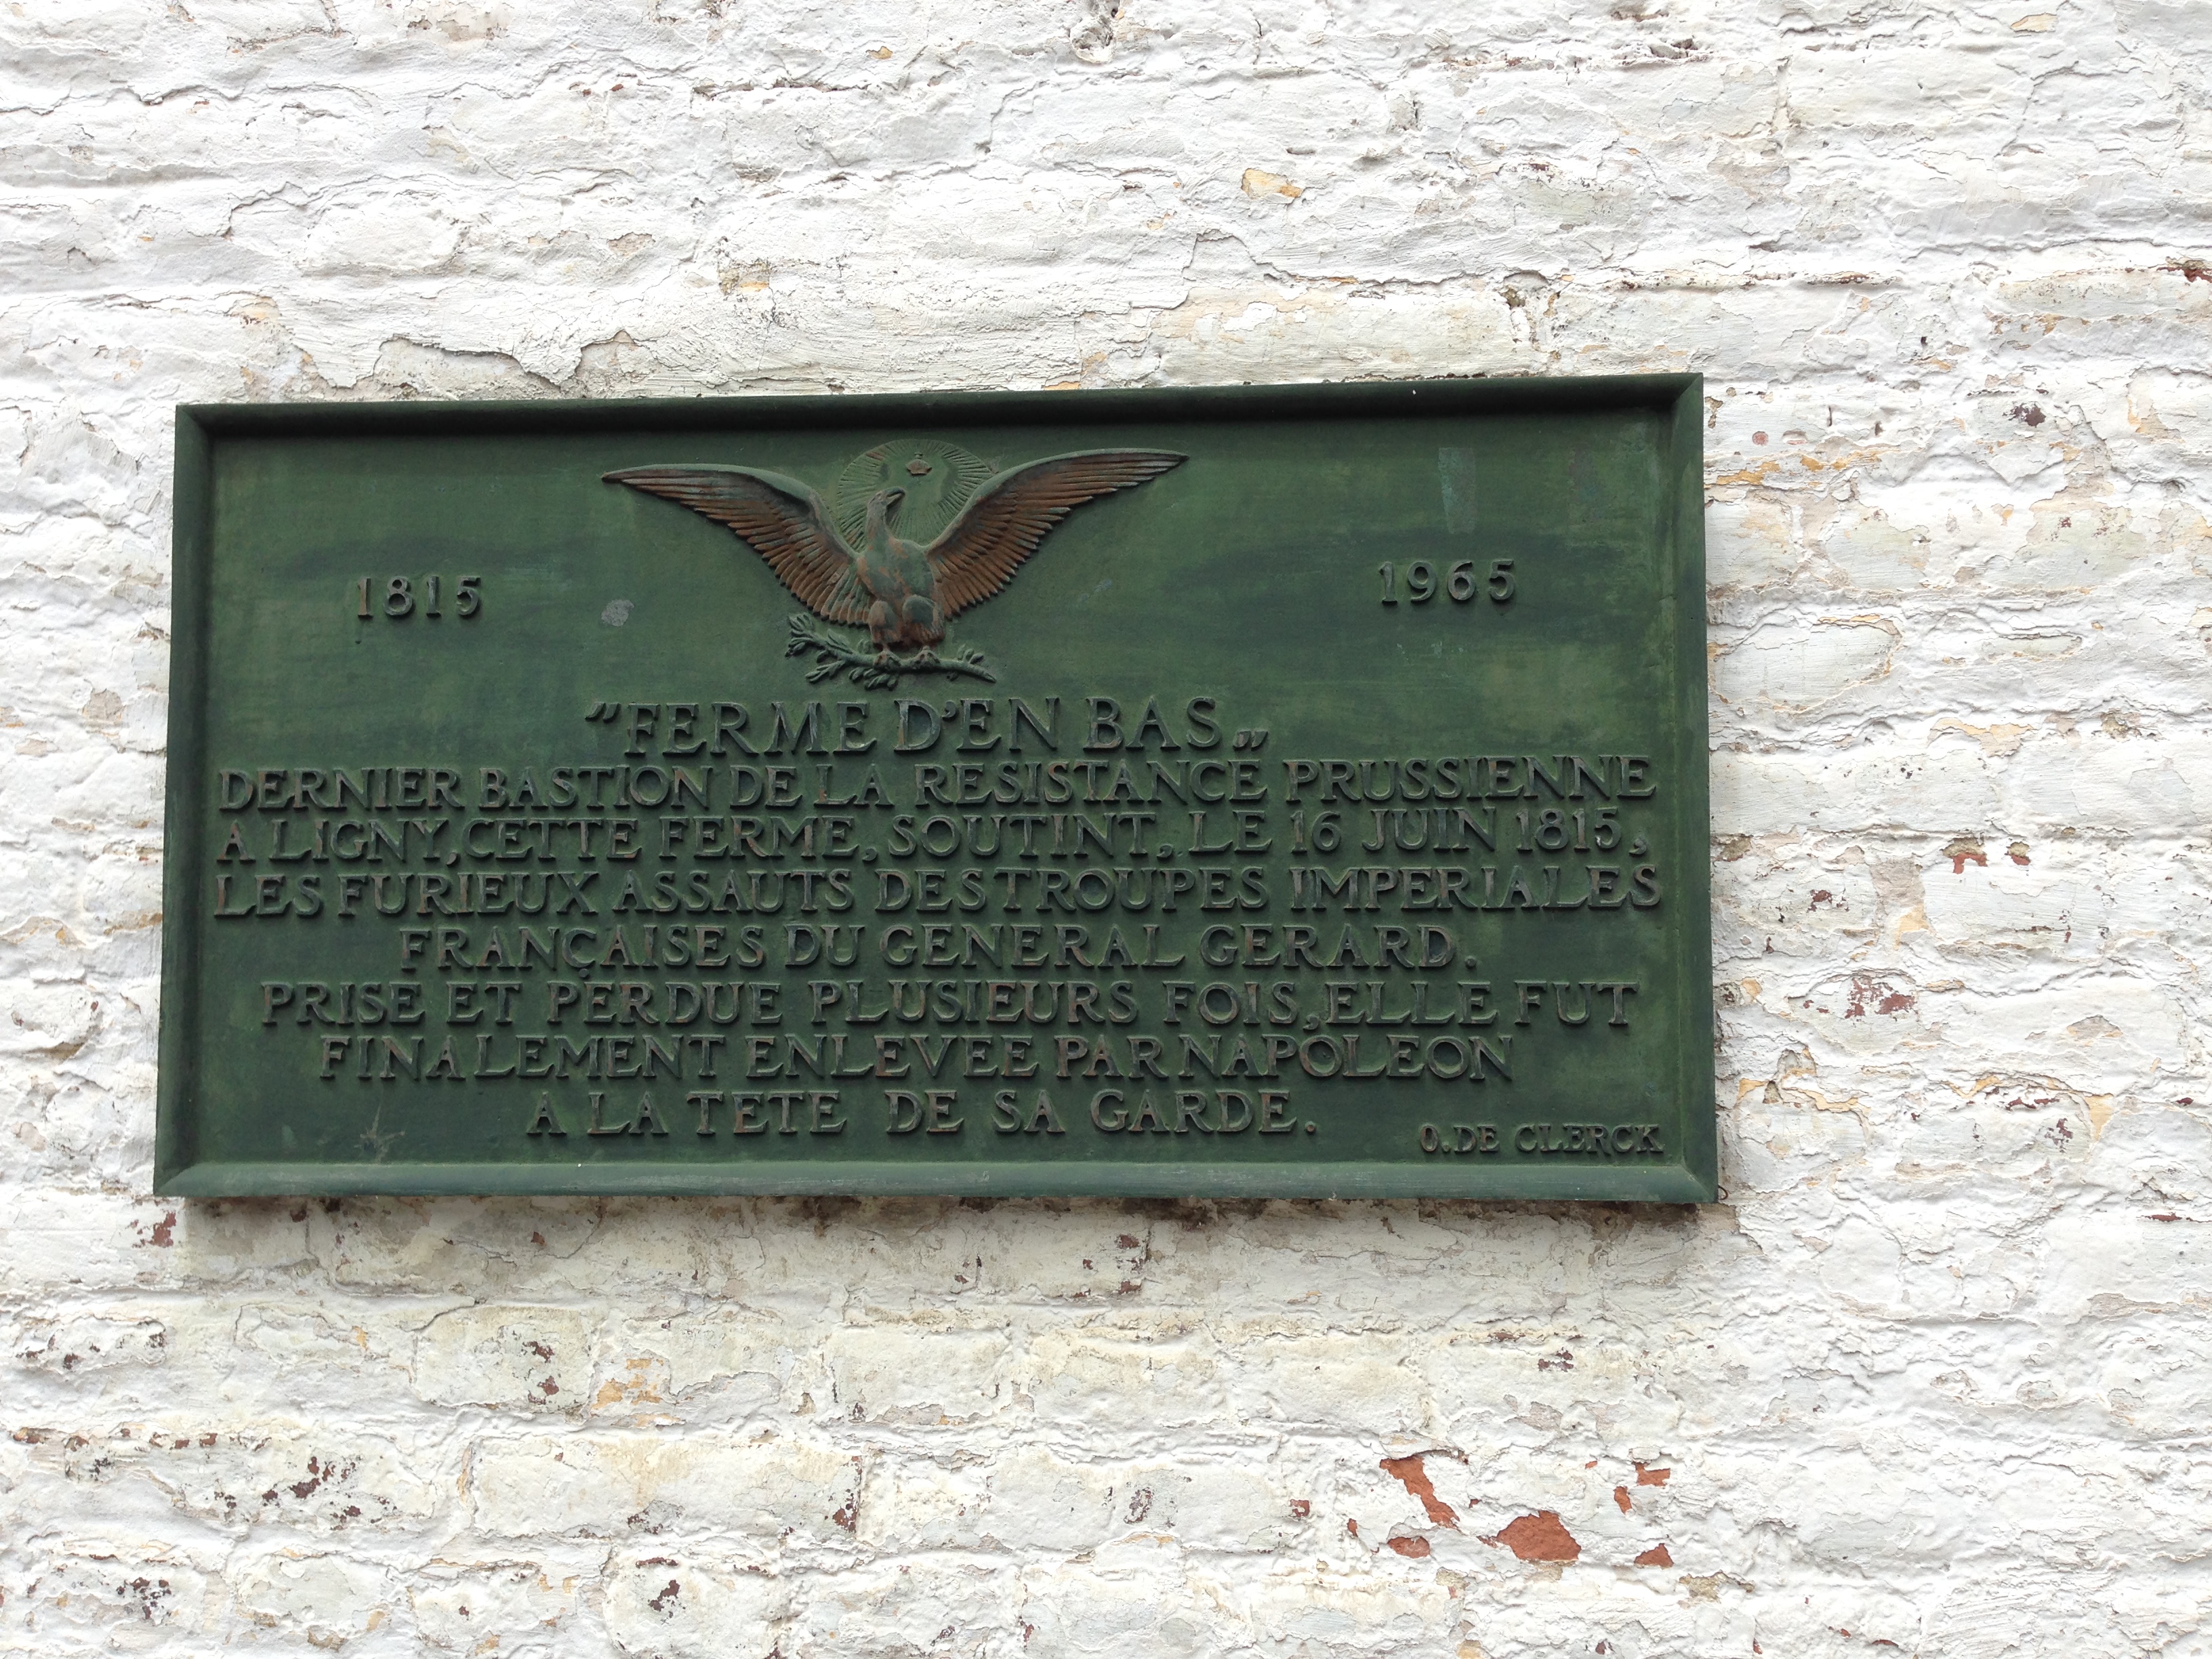 1815 1965
"FERME D'EN BAS„
DERNIER BASTION DE LA RESISTANCE PRUSSIENNE
A LIGNY, CETTE FERME, SOUTINT, LE 16 JUIN 1815,
LES FURIEUX ASSAUTS DES TROUPES IMPERIALES
FRANÇAISES DU GENERAL GERARD.
PRISE ET PERDUE PLUSIEURS FOIS, ELLE FUT
FINALEMENT ENLEVEE PAR NAPOLEON
A LA TETE DE SA GARDE.
O. DE CLERCK